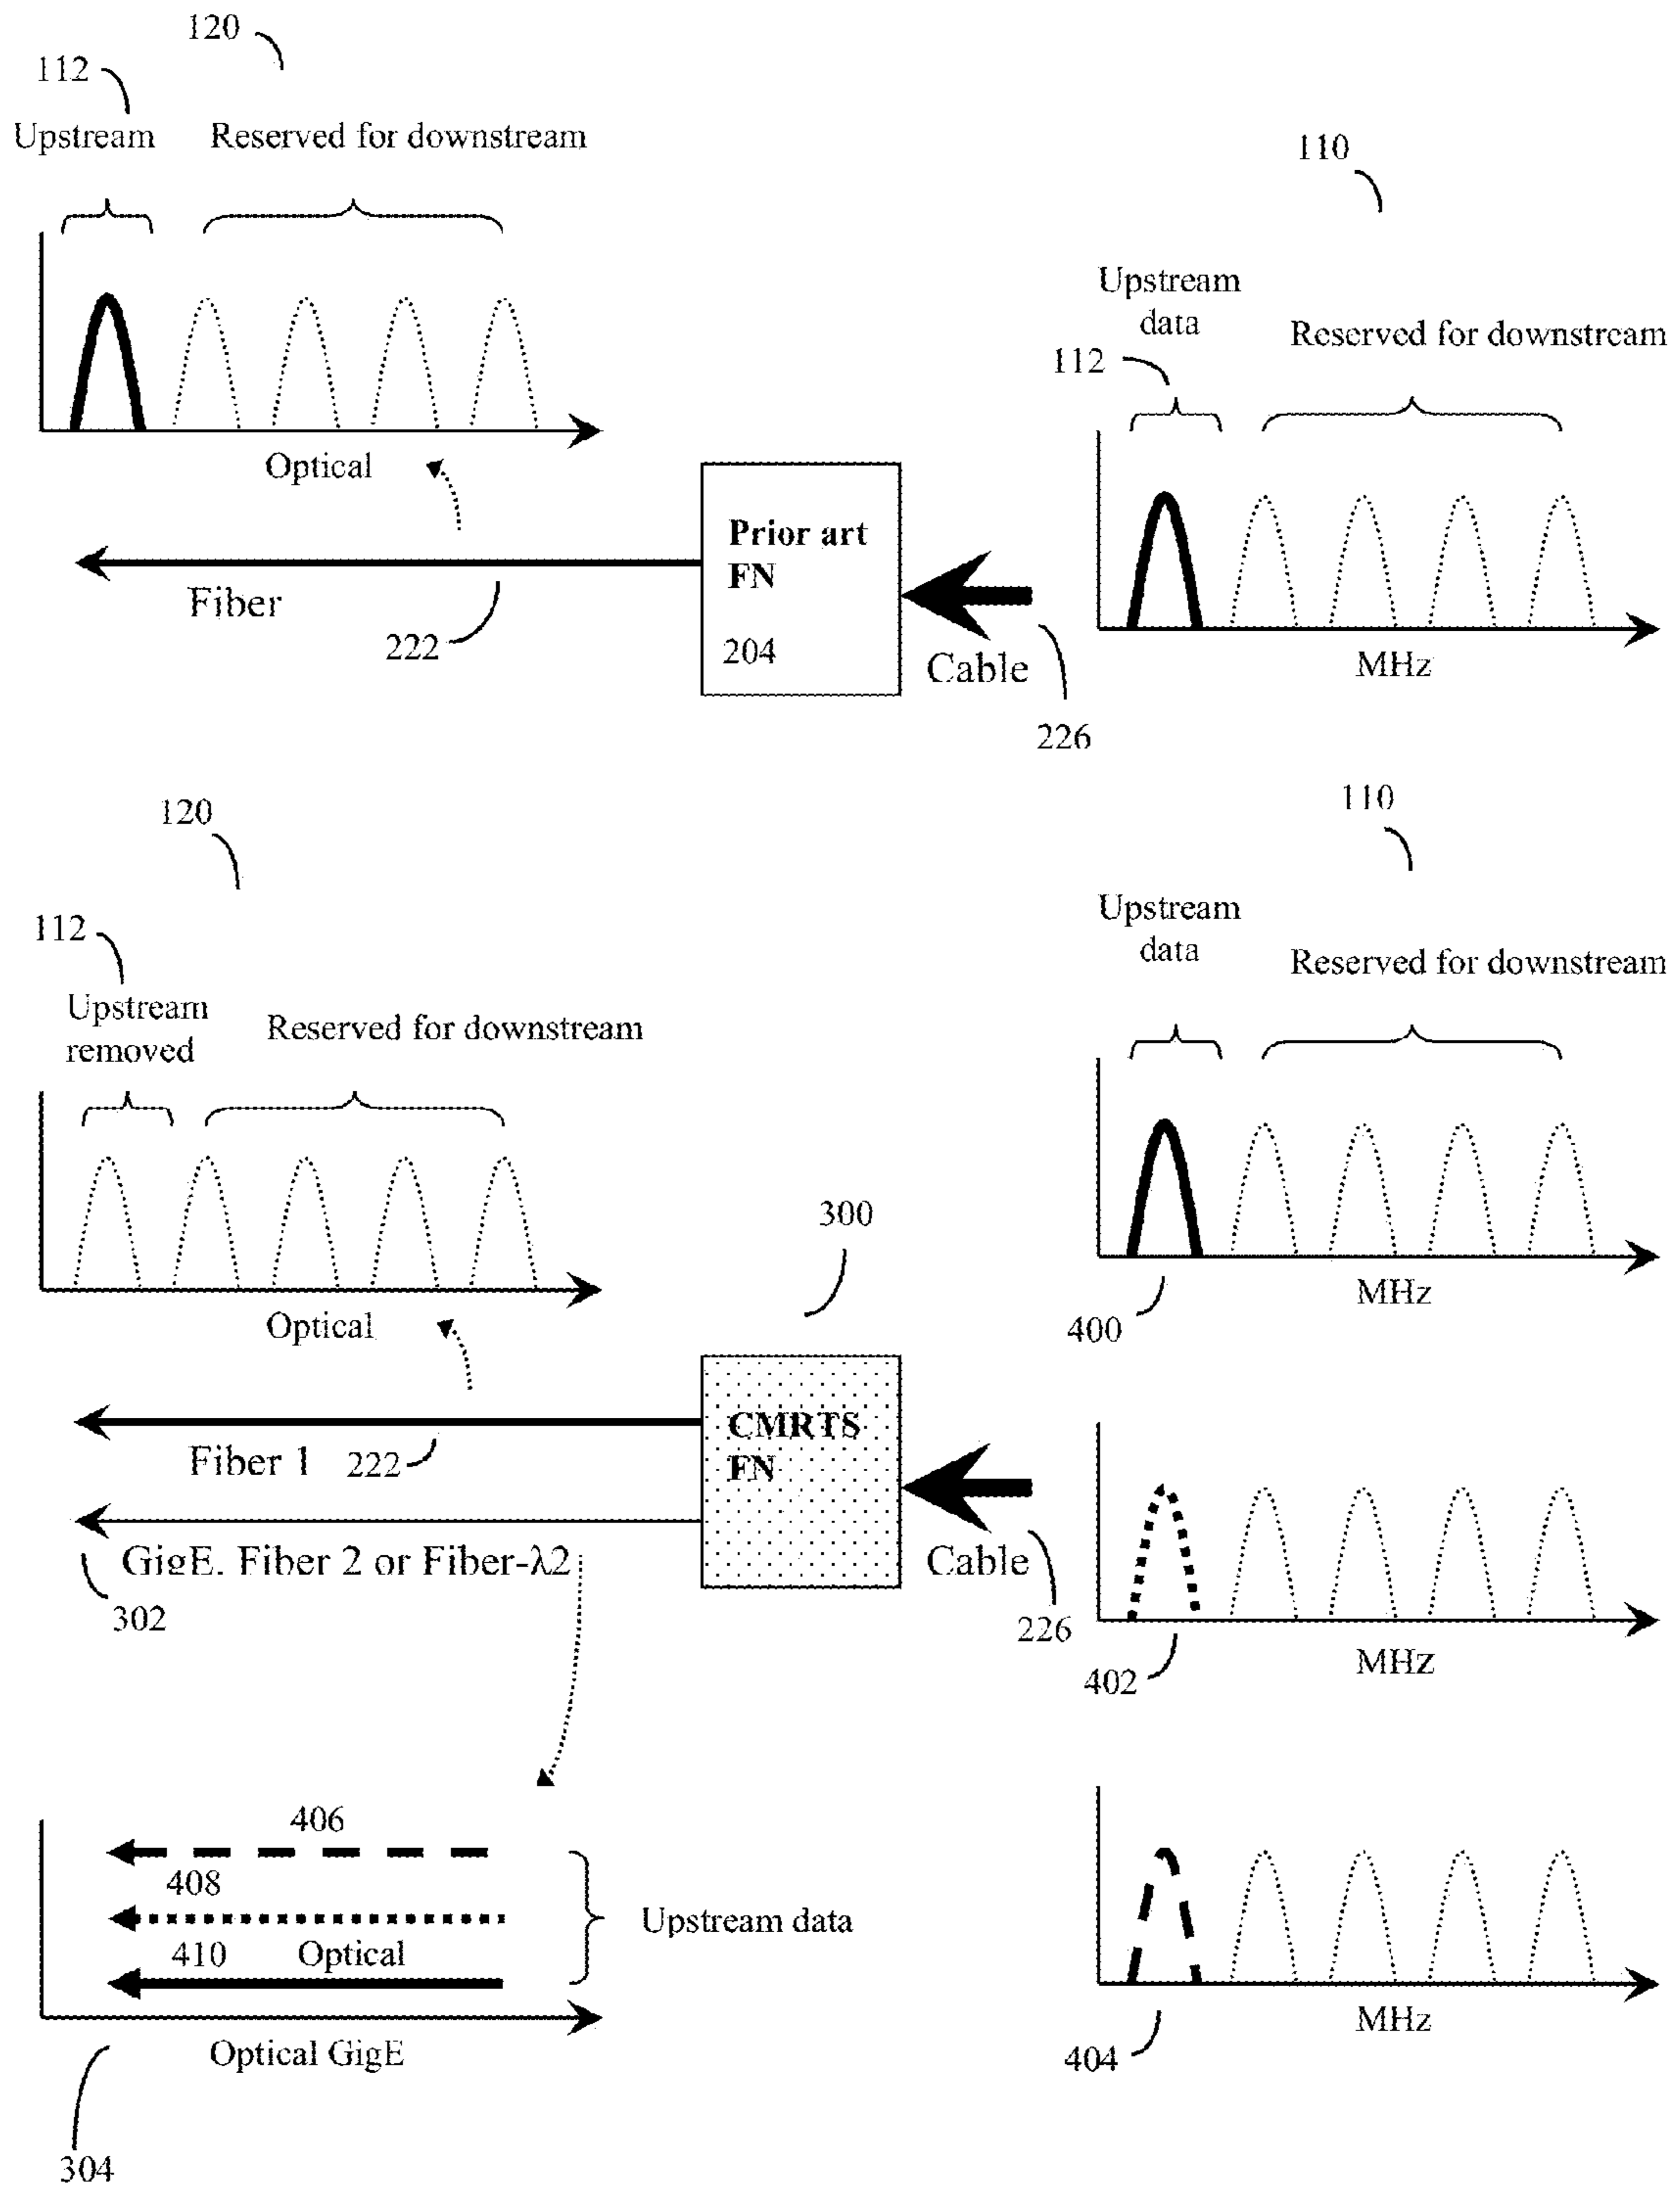 120
112
Upstream
Reserved for downstream
Optical
Fiber
222
Prior art
FN
204
Cable
226
110
Upstream
data
112
Reserved for downstream
MHz
120
112
Upstream
removed
Reserved for downstream
Optical
300
Fiber 1
222
CMRTS
FN
GigE. Fiber 2 or Fiber-λ2
302
Cable
226
110
Upstream
data
Reserved for downstream
MHz
400
MHz
402
406
408
410
Optical
Upstream data
Optical GigE
304
MHz
404